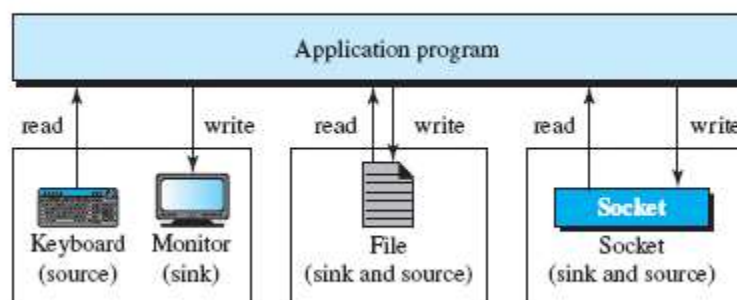 Application program
read write read write read write
Socket
Keyboard Monitor File Socket
(source) (sink) (sink and source) (sink and source)